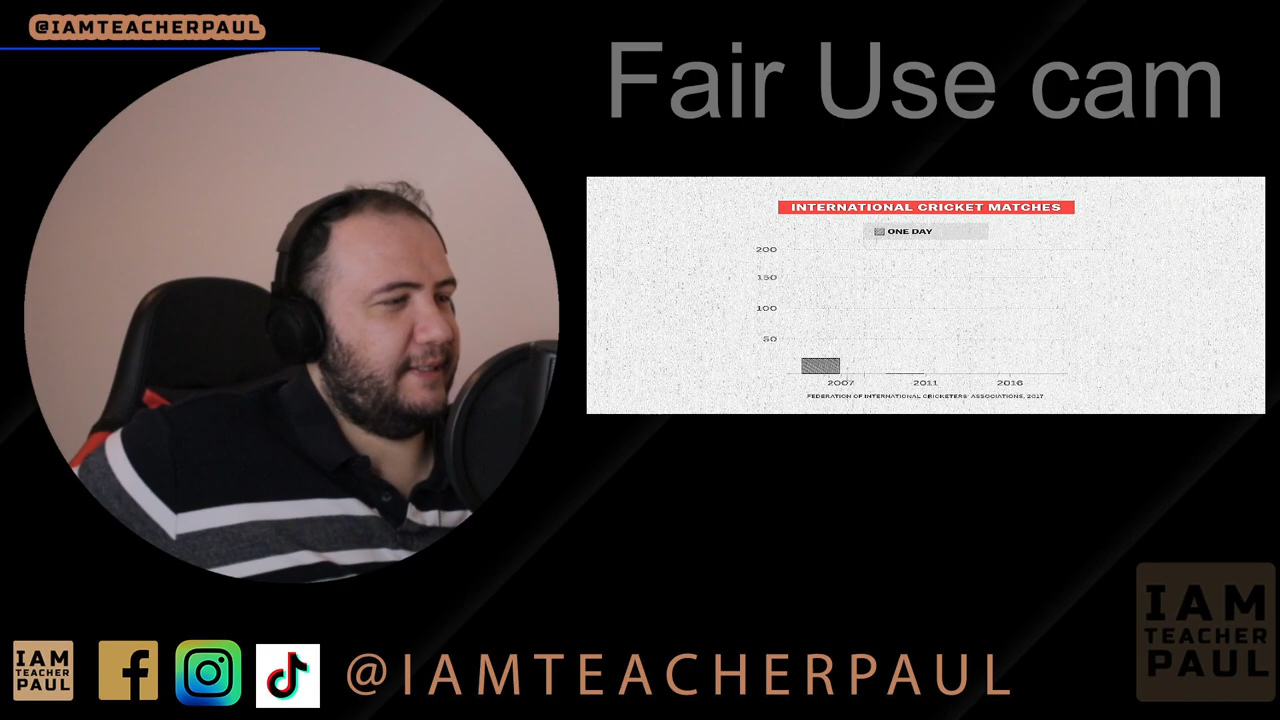 @IAMTEACHERPAUL
Fair Use cam
INTERNATIONAL CRICKET MATCHES
ONE DAY
200
150
100
50
2007 2011 2016
FEDERATION OF INTERNATIONAL CRICKETERS' ASSOCIATIONS, 2017
IAM
TEACHER
PAUL
@IAMTEACHERPAUL
IAM
TEACHER
PAUL